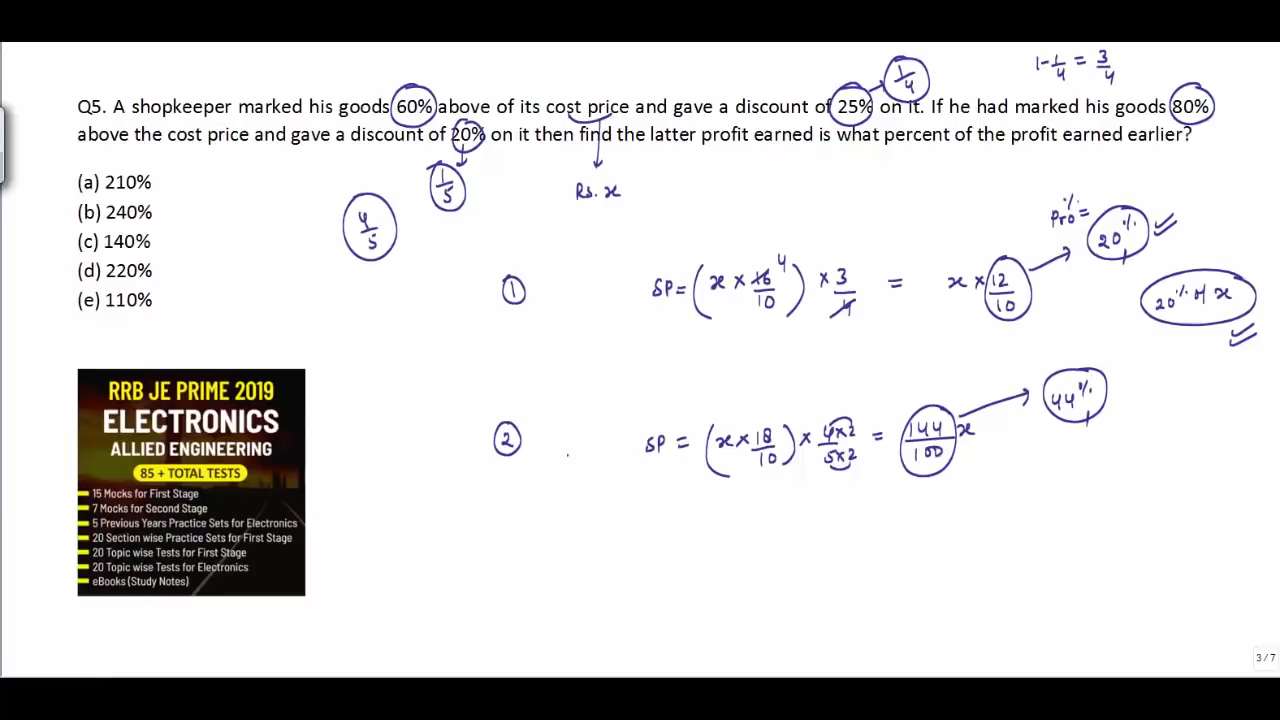 1 - 1/4 = 3/4
1/4
Q5. A shopkeeper marked his goods 60% above of its cost price and gave a discount of 25% on it. If he had marked his goods 80%
above the cost price and gave a discount of 20% on it then find the latter profit earned is what percent of the profit earned earlier?
(a) 210%
1/5
Rs. x
(b) 240%
4/5
Pro% = 20%
(c) 140%
(d) 220%
(e) 110%
1
SP = (x × 16/10) × 3/4 = x × 12/10
4
20% of x
RRB JE PRIME 2019
ELECTRONICS
ALLIED ENGINEERING
85 + TOTAL TESTS
15 Mocks for First Stage
7 Mocks for Second Stage
5 Previous Years Practice Sets for Electronics
20 Section wise Practice Sets for First Stage
20 Topic wise Tests for First Stage
20 Topic wise Tests for Electronics
eBooks (Study Notes)
44%
2
SP = (x × 18/10) × 4×2/5×2 = 144/100 x
3 / 7